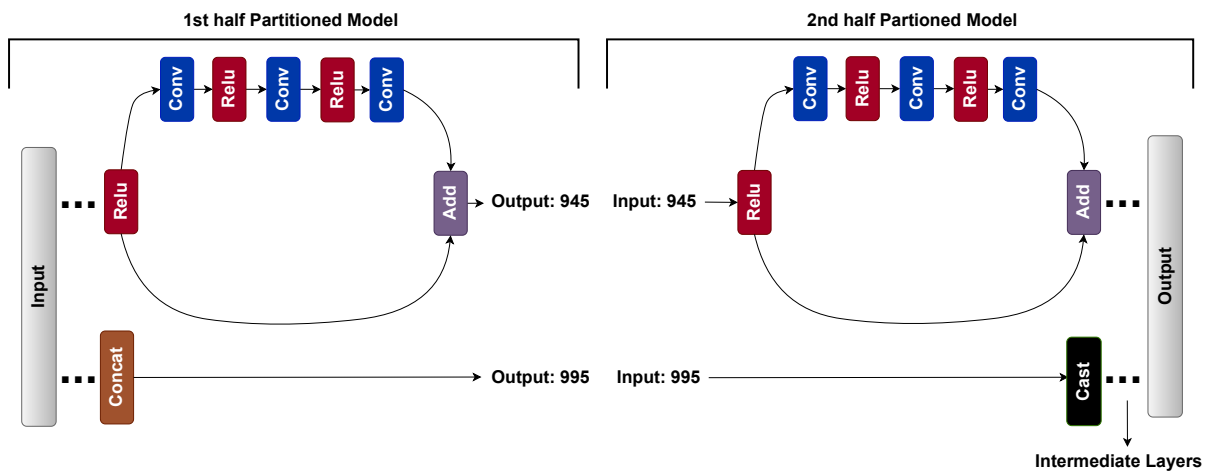 1st half Partitioned Model
2nd half Partioned Model
Conv
Relu
Conv
Relu
Conv
Conv
Relu
Conv
Relu
Conv
Input
Relu
Add
Output: 945
Input: 945
Relu
Add
Output
Concat
Output: 995
Input: 995
Cast
Intermediate Layers